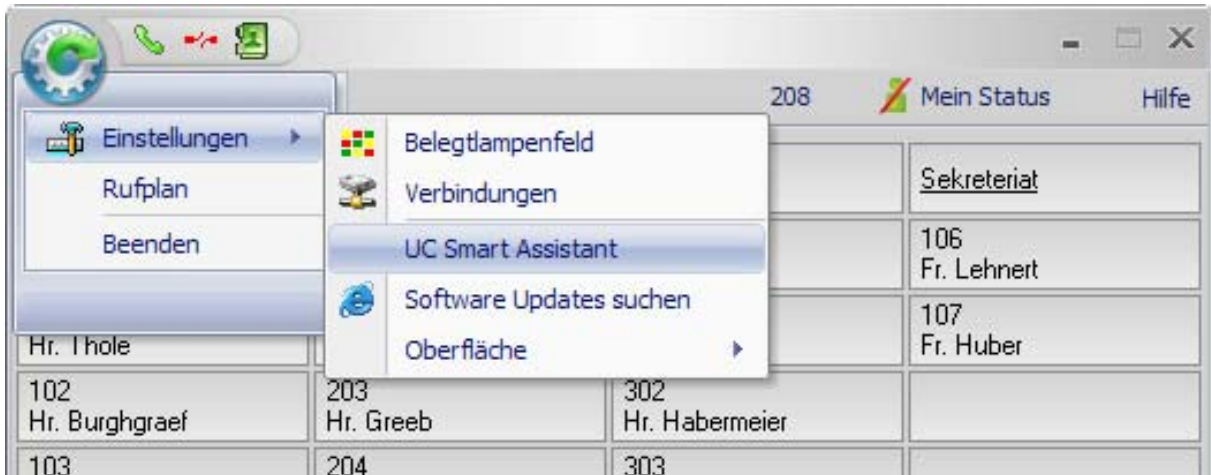 208 Mein Status Hilfe
Einstellungen
Rufplan
Beenden
Belegtlampenfeld
Verbindungen
UC Smart Assistant
Software Updates suchen
Oberfläche
Sekreteriat
106
Fr. Lehnert
107
Hr. Thole
Fr. Huber
102 203 302
Hr. Burghgraef Hr. Greeb Hr. Habermeier
103 204 303